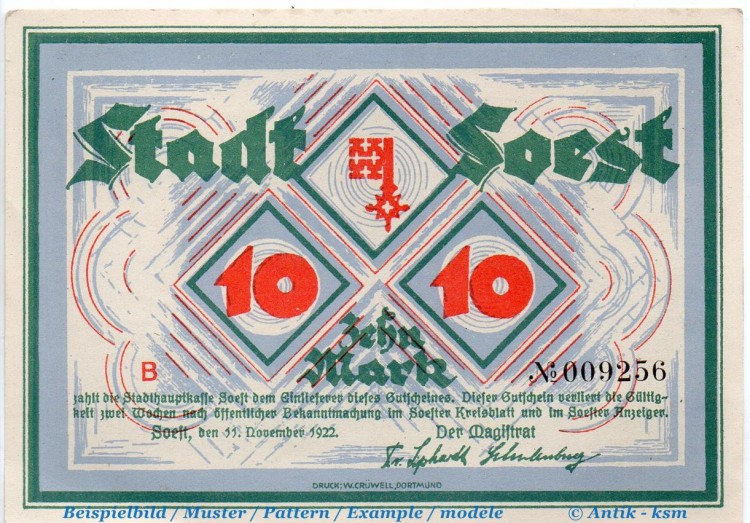 Stadt Soest
10 10
Zehn
Mark
B № 009256
zahlt die Stadthauptkasse Soest dem Einlieferer dieses Gutscheines. Dieser Gutschein verliert die Gültig-
keit zwei Wochen nach öffentlicher Bekanntmachung im Soester Kreisblatt und im Soester Anzeiger.
Soest, den 11. November 1922. Der Magistrat
DRUCK: W. CRÜWELL, DORTMUND
Beispielbild / Muster / Pattern / Example / modele © Antik - ksm